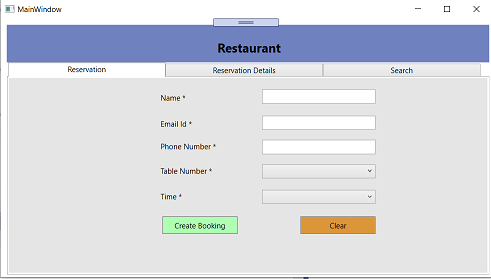 MainWindow
Restaurant
Reservation Reservation Details Search
Name *
Email Id *
Phone Number *
Table Number *
Time *
Create Booking Clear